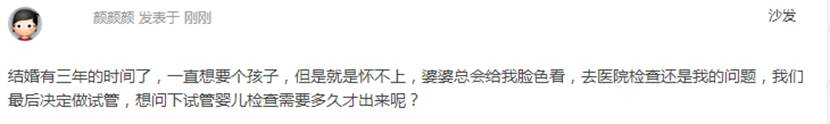 颜颜颜 发表于 刚刚 沙发
结婚有三年的时间了，一直想要个孩子，但是就是怀不上，婆婆总会给我脸色看，去医院检查还是我的问题，我们
最后决定做试管，想问下试管婴儿检查需要多久才出来呢？